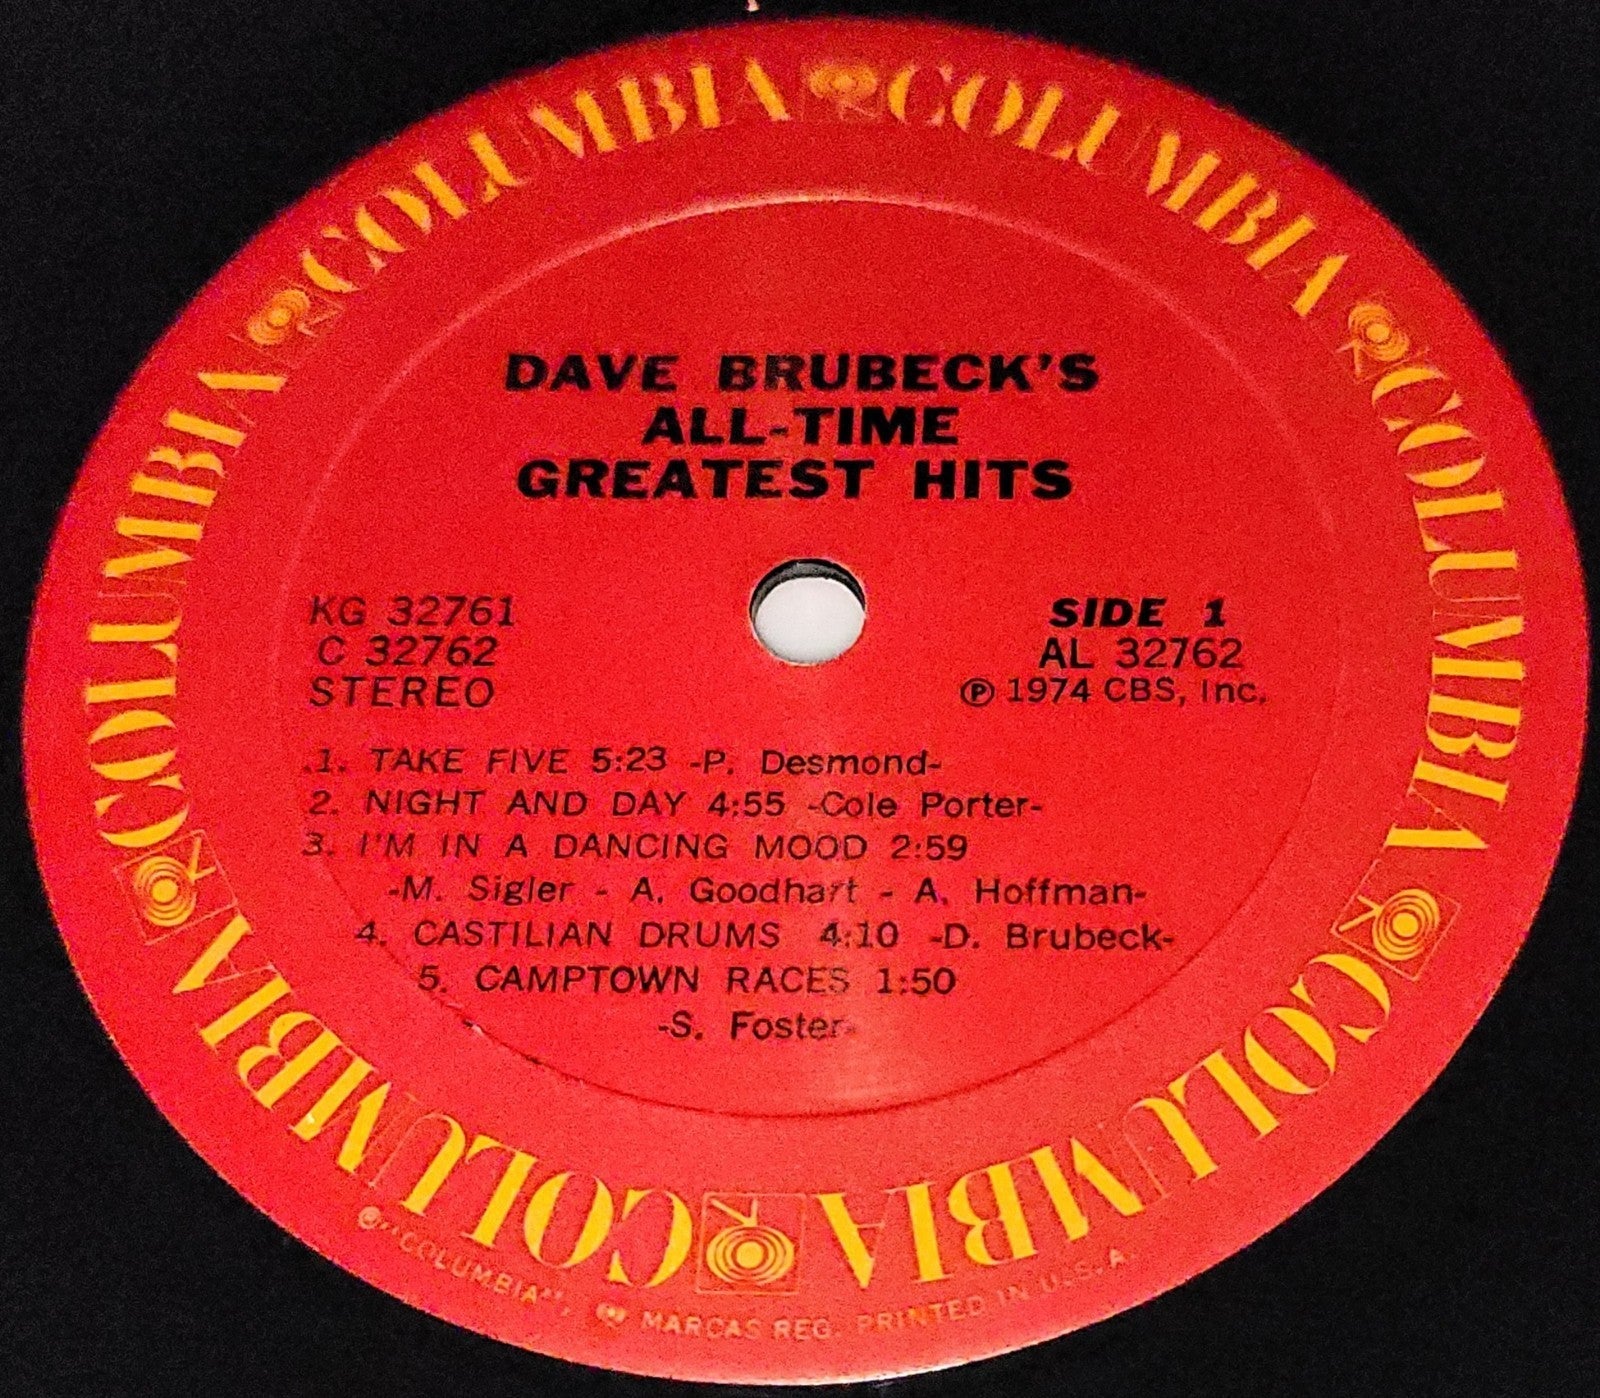 COLUMBIA COLUMBIA COLUMBIA COLUMBIA COLUMBIA COLUMBIA
DAVE BRUBECK'S
ALL-TIME
GREATEST HITS
KG 32761
C 32762
STEREO
SIDE 1
AL 32762
Ⓟ 1974 CBS, Inc.
1. TAKE FIVE 5:23 -P. Desmond-
2. NIGHT AND DAY 4:55 -Cole Porter-
3. I'M IN A DANCING MOOD 2:59
-M. Sigler - A. Goodhart - A. Hoffman-
4. CASTILIAN DRUMS 4:10 -D. Brubeck-
5. CAMPTOWN RACES 1:50
-S. Foster-
®"COLUMBIA", MARCAS REG. PRINTED IN U.S.A.